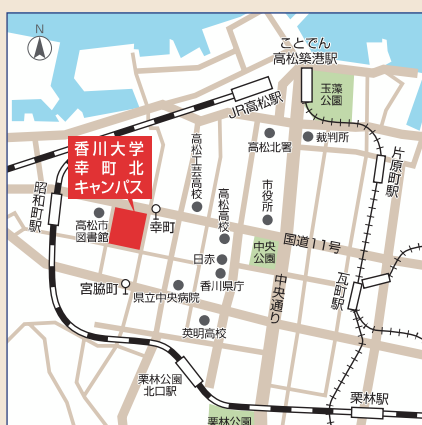 N
ことでん
高松築港駅
玉藻
公園
JR高松駅
香川大学
幸町北
キャンパス
高松工芸高校
高松北署
裁判所
片原町駅
昭和町駅
高松市
図書館
幸町
高松高校
市役所
国道11号
中央
公園
日赤
香川県庁
宮脇町
県立中央病院
中央通り
瓦町駅
英明高校
栗林公園
北口駅
栗林駅
栗林公園